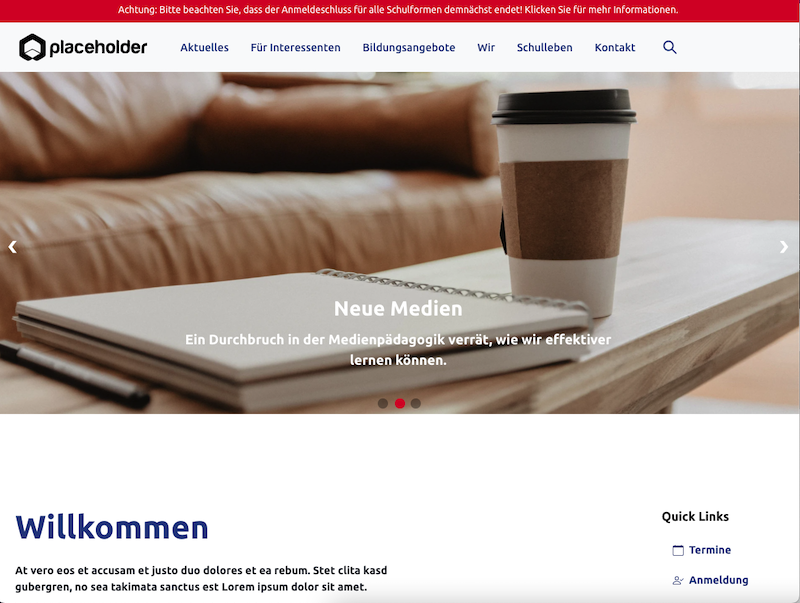 Achtung: Bitte beachten Sie, dass der Anmeldeschluss für alle Schulformen demnächst endet! Klicken Sie für mehr Informationen.
placeholder Aktuelles Für Interessenten Bildungsangebote Wir Schulleben Kontakt
Neue Medien
Ein Durchbruch in der Medienpädagogik verrät, wie wir effektiver
lernen können.
Willkommen
At vero eos et accusam et justo duo dolores et ea rebum. Stet clita kasd
gubergren, no sea takimata sanctus est Lorem ipsum dolor sit amet.
Quick Links
Termine
Anmeldung